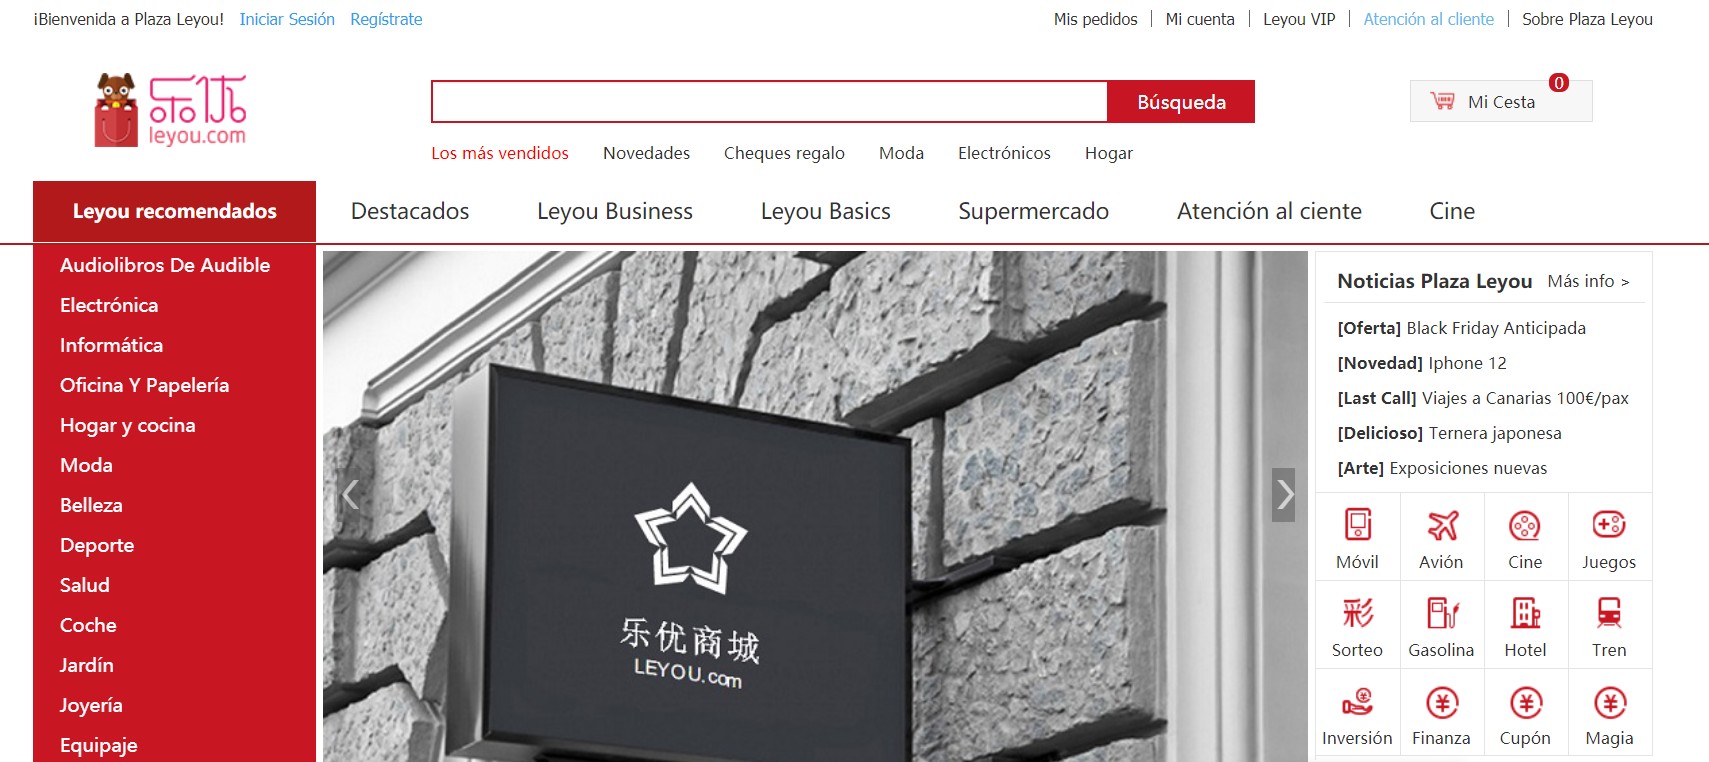 ¡Bienvenida a Plaza Leyou! Iniciar Sesión Regístrate
Mis pedidos | Mi cuenta | Leyou VIP | Atención al cliente | Sobre Plaza Leyou
乐优
leyou.com
Búsqueda
0
Mi Cesta
Los más vendidos Novedades Cheques regalo Moda Electrónicos Hogar
Leyou recomendados Destacados Leyou Business Leyou Basics Supermercado Atención al ciente Cine
Audiolibros De Audible
Electrónica
Informática
Oficina Y Papelería
Hogar y cocina
Moda
Belleza
Deporte
Salud
Coche
Jardín
Joyería
Equipaje
乐优商城
LEYOU.com
Noticias Plaza Leyou Más info >
[Oferta] Black Friday Anticipada
[Novedad] Iphone 12
[Last Call] Viajes a Canarias 100€/pax
[Delicioso] Ternera japonesa
[Arte] Exposiciones nuevas
Móvil Avión Cine Juegos
彩
Sorteo Gasolina Hotel Tren
¥ ¥ ¥ ¥
Inversión Finanza Cupón Magia